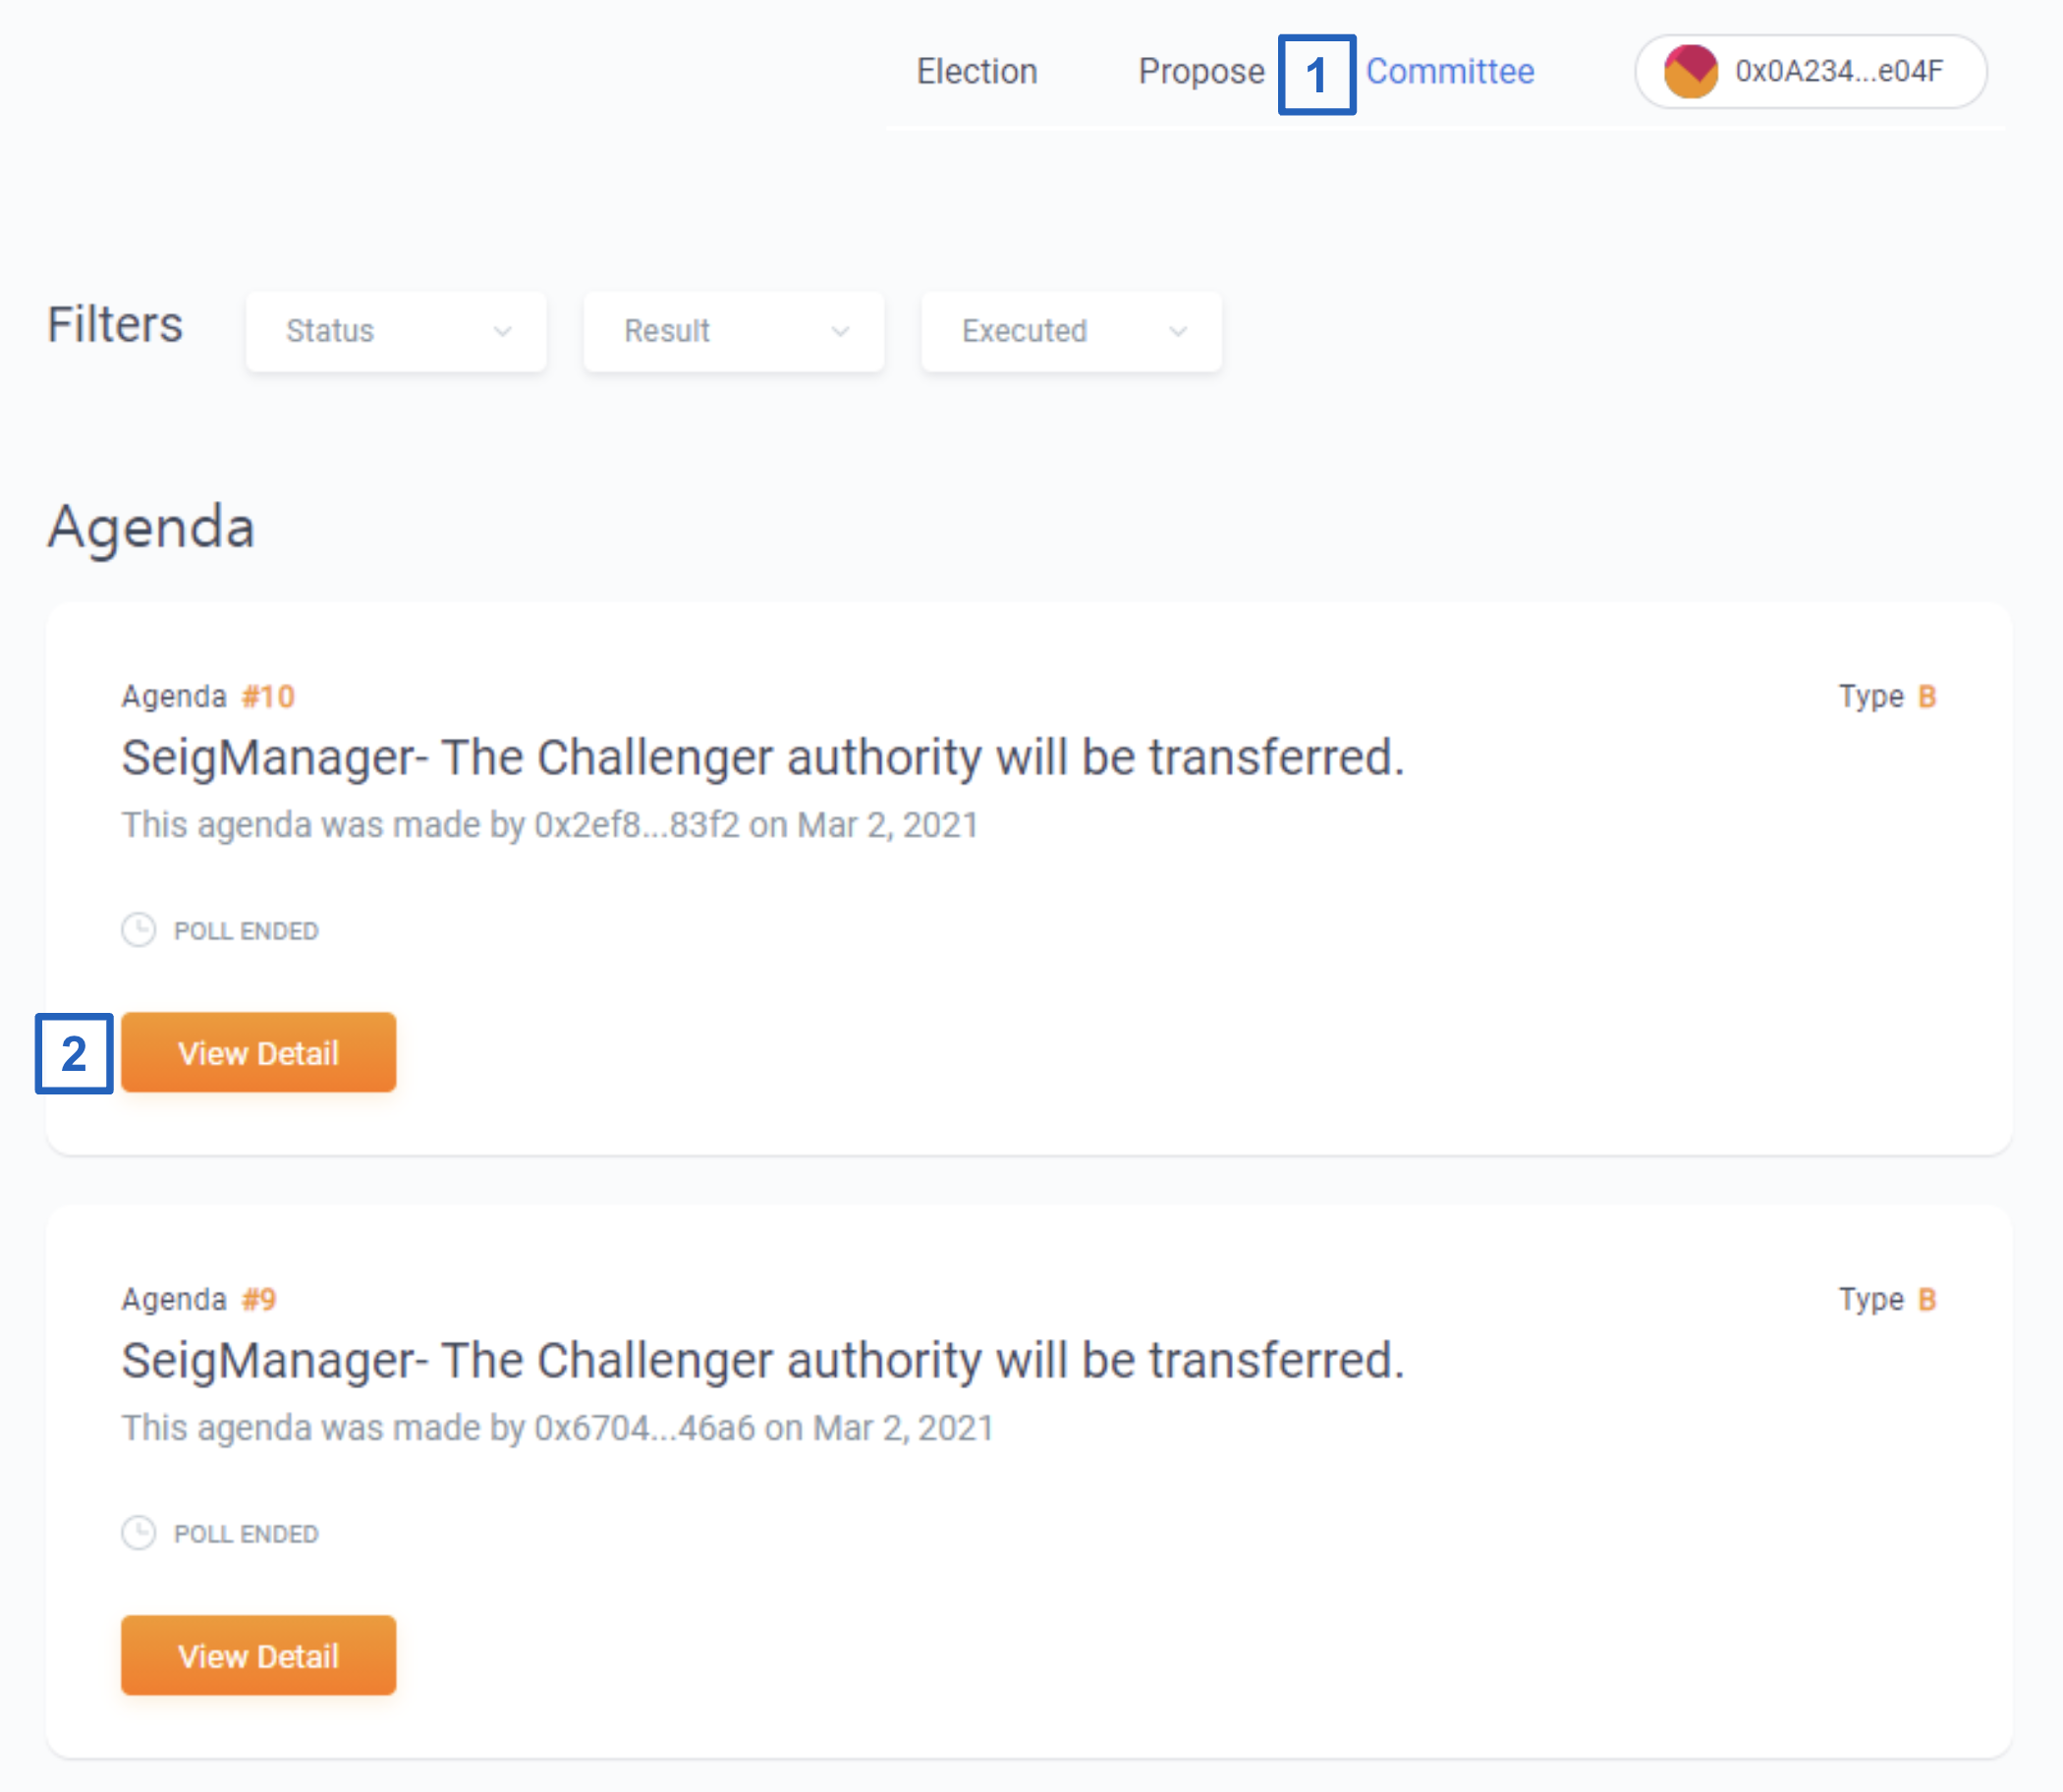 Election Propose 1 Committee 0x0A234...e04F
Filters Status Result Executed
Agenda
Agenda #10 Type B
SeigManager- The Challenger authority will be transferred.
This agenda was made by 0x2ef8...83f2 on Mar 2, 2021
POLL ENDED
2 View Detail
Agenda #9 Type B
SeigManager- The Challenger authority will be transferred.
This agenda was made by 0x6704...46a6 on Mar 2, 2021
POLL ENDED
View Detail